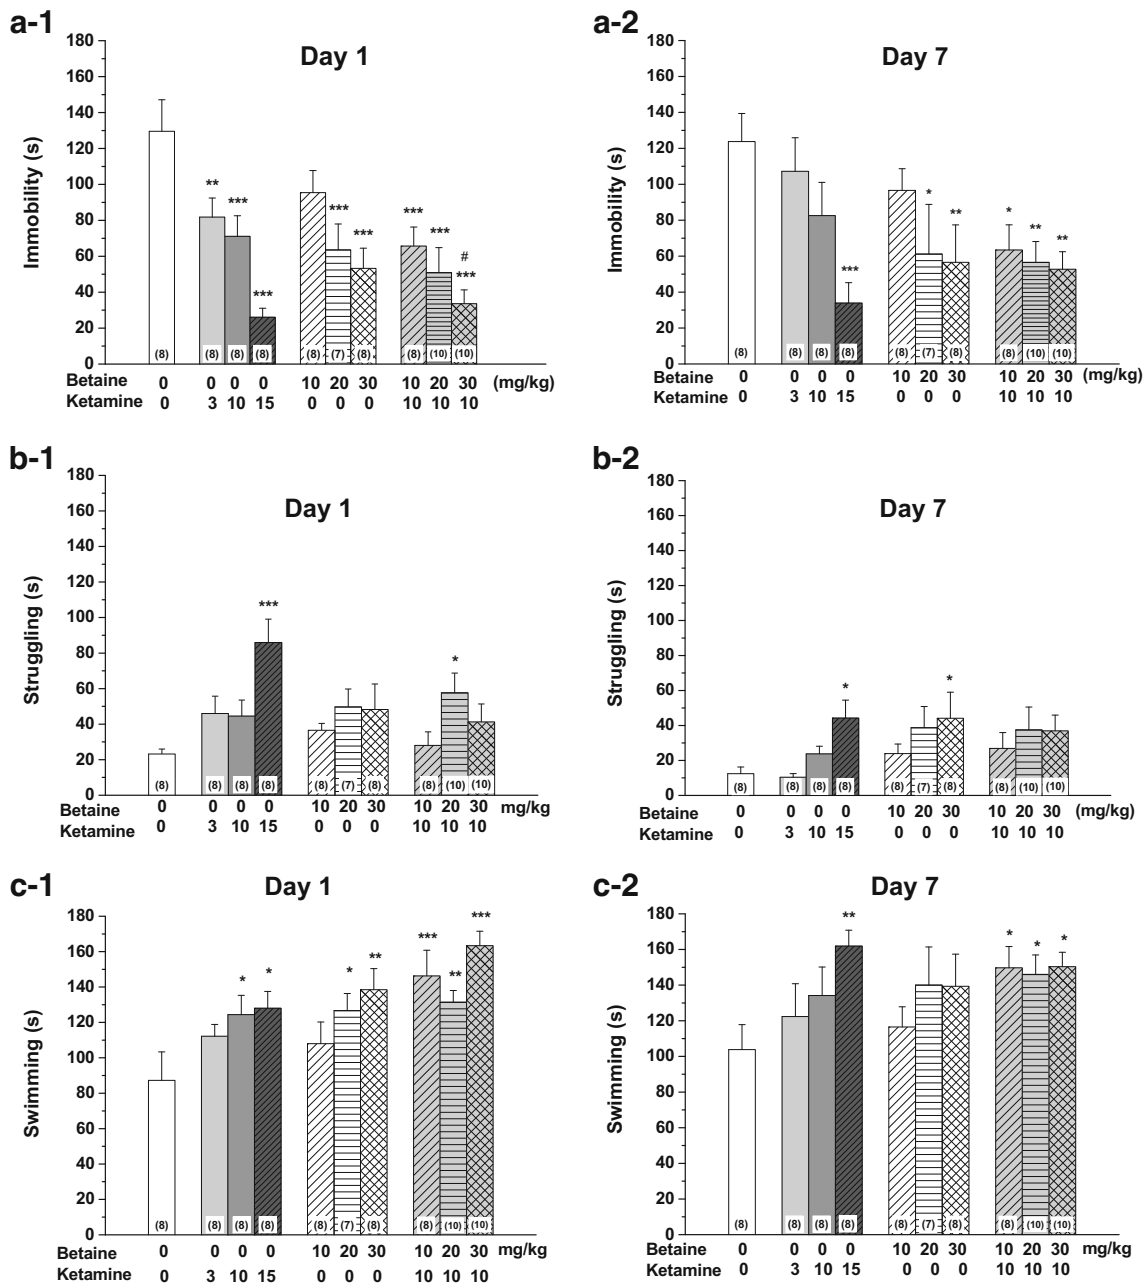 a-1
Day 1
Immobility (s)
180
160
140
120
100
80
60
40
20
0
** *** *** *** *** *** *** # ***
(8) (8) (8) (8) (8) (7) (8) (8) (10) (10)
Betaine 0 0 0 0 10 20 30 10 20 30 (mg/kg)
Ketamine 0 3 10 15 0 0 0 10 10 10
a-2
Day 7
Immobility (s)
180
160
140
120
100
80
60
40
20
0
*** * ** * ** **
(8) (8) (8) (8) (8) (7) (8) (8) (10) (10)
Betaine 0 0 0 0 10 20 30 10 20 30 (mg/kg)
Ketamine 0 3 10 15 0 0 0 10 10 10
b-1
Day 1
Struggling (s)
180
160
140
120
100
80
60
40
20
0
*** *
(8) (8) (8) (8) (8) (7) (8) (8) (10) (10)
Betaine 0 0 0 0 10 20 30 10 20 30 mg/kg
Ketamine 0 3 10 15 0 0 0 10 10 10
b-2
Day 7
Struggling (s)
180
160
140
120
100
80
60
40
20
0
* *
(8) (8) (8) (8) (8) (7) (8) (8) (10) (10)
Betaine 0 0 0 0 10 20 30 10 20 30 (mg/kg)
Ketamine 0 3 10 15 0 0 0 10 10 10
c-1
Day 1
Swimming (s)
180
160
140
120
100
80
60
40
20
0
* * * ** *** ** ***
(8) (8) (8) (8) (8) (7) (8) (8) (10) (10)
Betaine 0 0 0 0 10 20 30 10 20 30 mg/kg
Ketamine 0 3 10 15 0 0 0 10 10 10
c-2
Day 7
Swimming (s)
180
160
140
120
100
80
60
40
20
0
** * * *
(8) (8) (8) (8) (8) (7) (8) (8) (10) (10)
Betaine 0 0 0 0 10 20 30 10 20 30 mg/kg
Ketamine 0 3 10 15 0 0 0 10 10 10